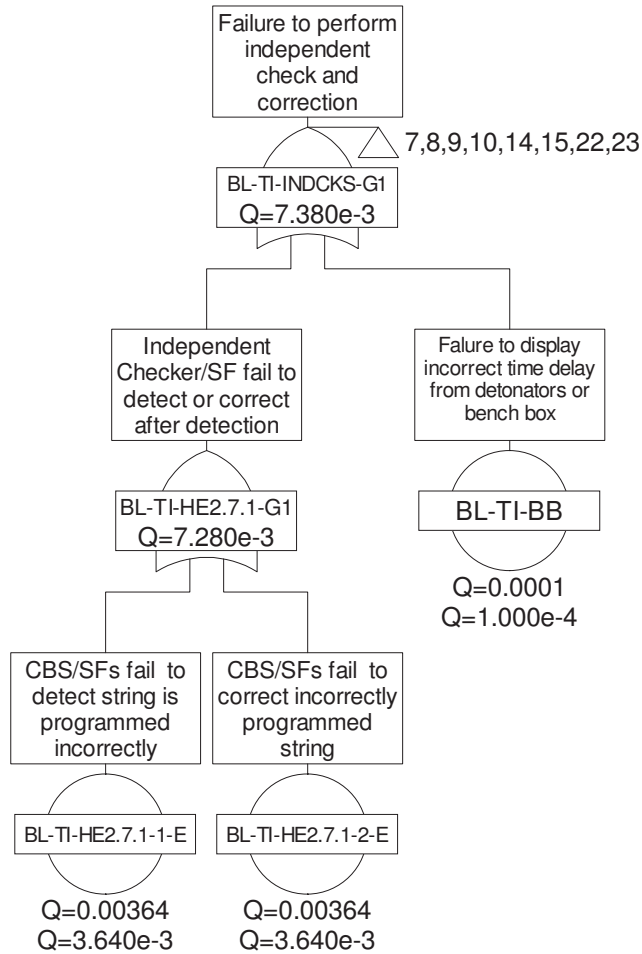 Failure to perform
independent
check and
correction
7,8,9,10,14,15,22,23
BL-TI-INDCKS-G1
Q=7.380e-3
Independent
Checker/SF fail to
detect or correct
after detection
Falure to display
incorrect time delay
from detonators or
bench box
BL-TI-HE2.7.1-G1
Q=7.280e-3
BL-TI-BB
Q=0.0001
Q=1.000e-4
CBS/SFs fail to
detect string is
programmed
incorrectly
CBS/SFs fail to
correct incorrectly
programmed
string
BL-TI-HE2.7.1-1-E
BL-TI-HE2.7.1-2-E
Q=0.00364
Q=3.640e-3
Q=0.00364
Q=3.640e-3